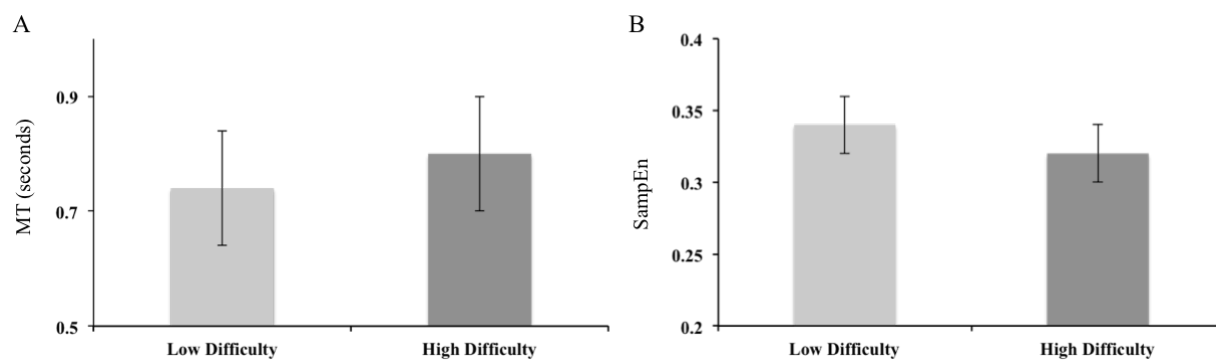 A
MT (seconds)
0.9
0.7
0.5
Low Difficulty
High Difficulty
B
SampEn
0.4
0.35
0.3
0.25
0.2
Low Difficulty
High Difficulty